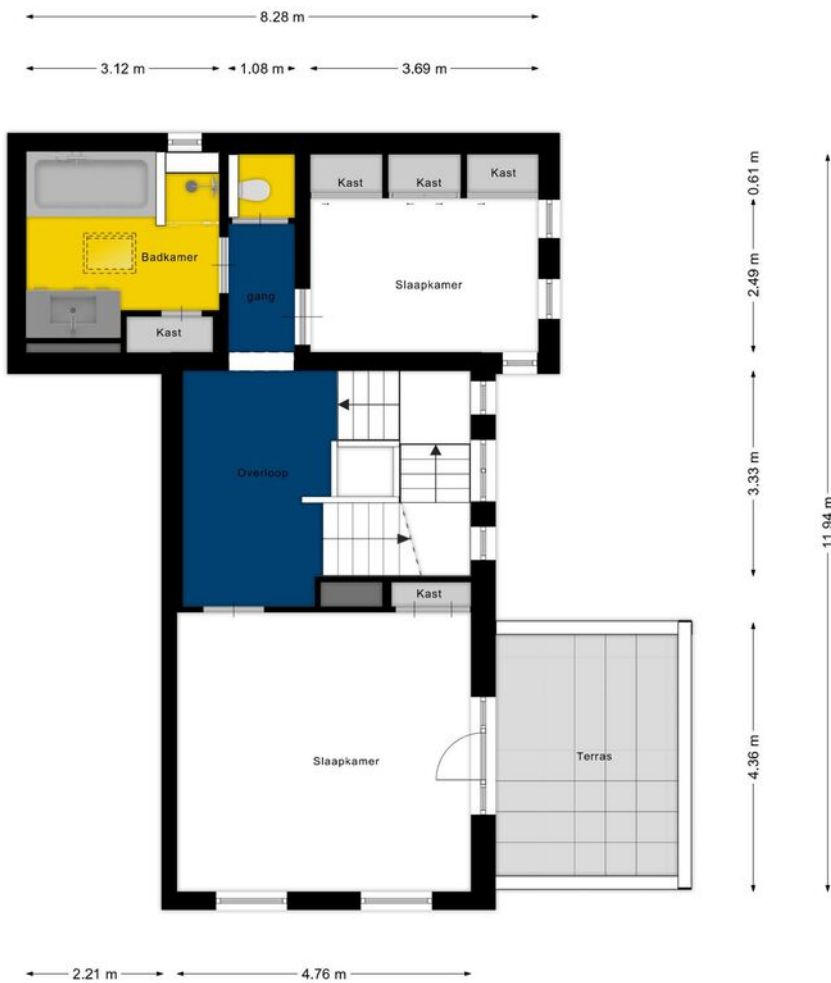 8.28 m
3.12 m
1.08 m
3.69 m
Kast
Kast
Kast
0.61 m
Badkamer
Slaapkamer
2.49 m
gang
Kast
Overloop
3.33 m
11.94 m
Kast
Slaapkamer
Terras
4.36 m
2.21 m
4.76 m